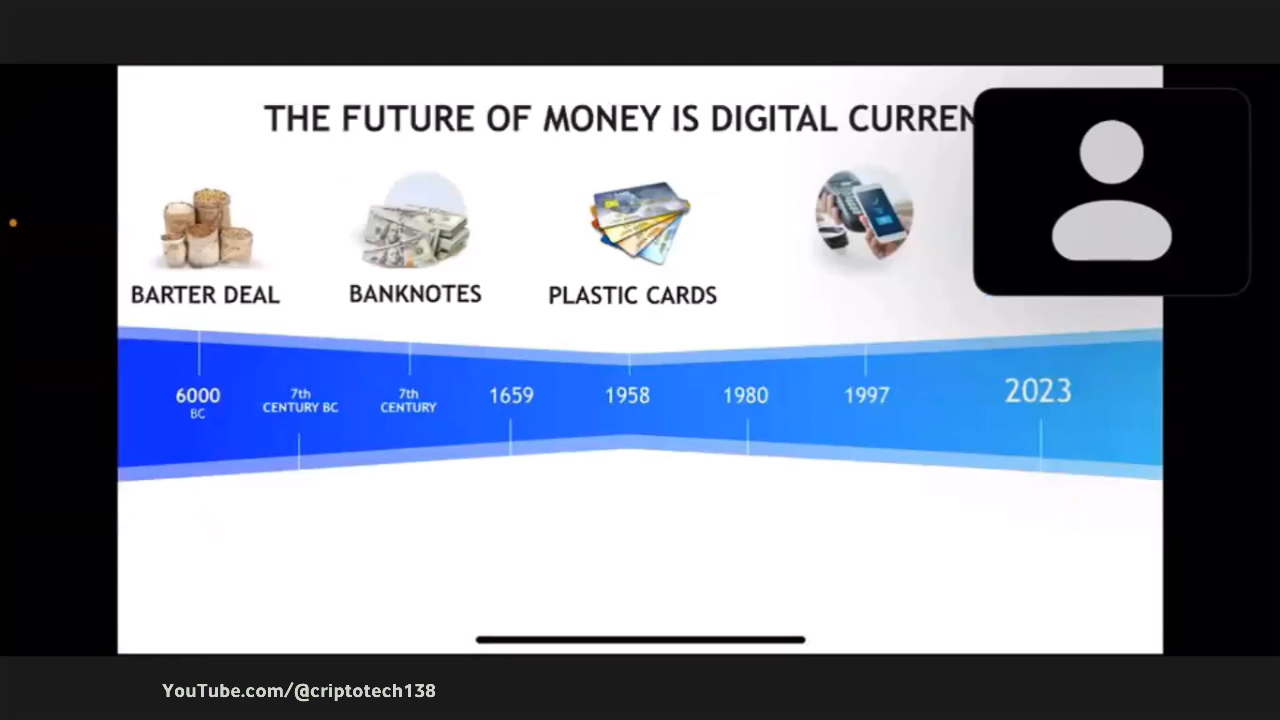 THE FUTURE OF MONEY IS DIGITAL CURREN
BARTER DEAL
BANKNOTES
PLASTIC CARDS
6000
BC
7th
CENTURY BC
7th
CENTURY
1659
1958
1980
1997
2023
YouTube.com/@criptotech138